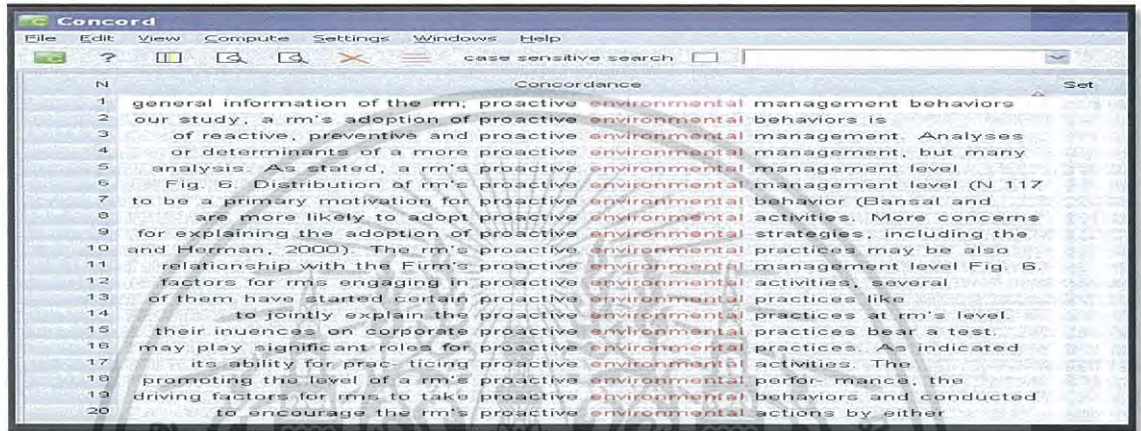 Concord
File Edit View Compute Settings Windows Help
? case sensitive search
N Concordance Set
1 general information of the rm; proactive environmental management behaviors
2 our study, a rm's adoption of proactive environmental behaviors is
3 of reactive, preventive and proactive environmental management. Analyses
4 or determinants of a more proactive environmental management, but many
5 analysis. As stated, a rm's proactive environmental management level
6 Fig. 6. Distribution of rm's proactive environmental management level (N 117
7 to be a primary motivation for proactive environmental behavior (Bansal and
8 are more likely to adopt proactive environmental activities. More concerns
9 for explaining the adoption of proactive environmental strategies, including the
10 and Herman, 2000). The rm's proactive environmental practices may be also
11 relationship with the Firm's proactive environmental management level Fig. 6.
12 factors for rms engaging in proactive environmental activities, several
13 of them have started certain proactive environmental practices like
14 to jointly explain the proactive environmental practices at rm's level.
15 their inuences on corporate proactive environmental practices bear a test.
16 may play significant roles for proactive environmental practices. As indicated
17 its ability for prac- ticing proactive environmental activities. The
18 promoting the level of a rm's proactive environmental perfor- mance, the
19 driving factors for rms to take proactive environmental behaviors and conducted
20 to encourage the rm's proactive environmental actions by either